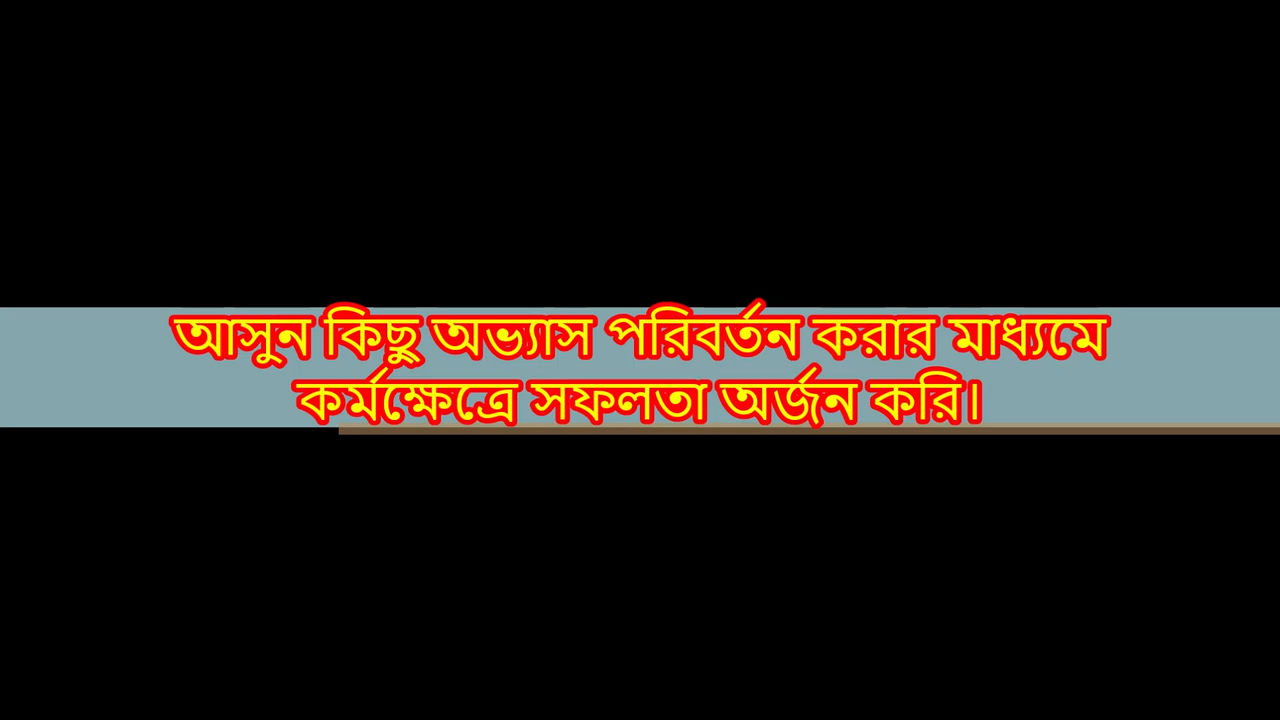 আসুন কিছু অভ্যাস পরিবর্তন করার মাধ্যমে
কর্মক্ষেত্রে সফলতা অর্জন করি।